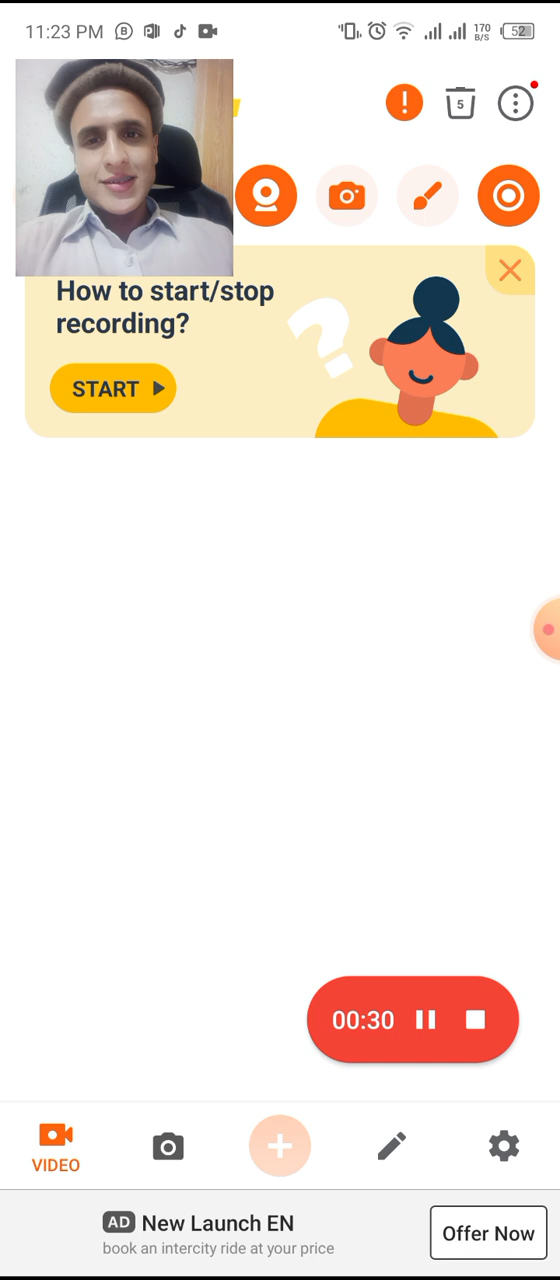 11:23 PM
170
B/S
52
5
How to start/stop
recording?
START
00:30
VIDEO
AD New Launch EN
book an intercity ride at your price
Offer Now